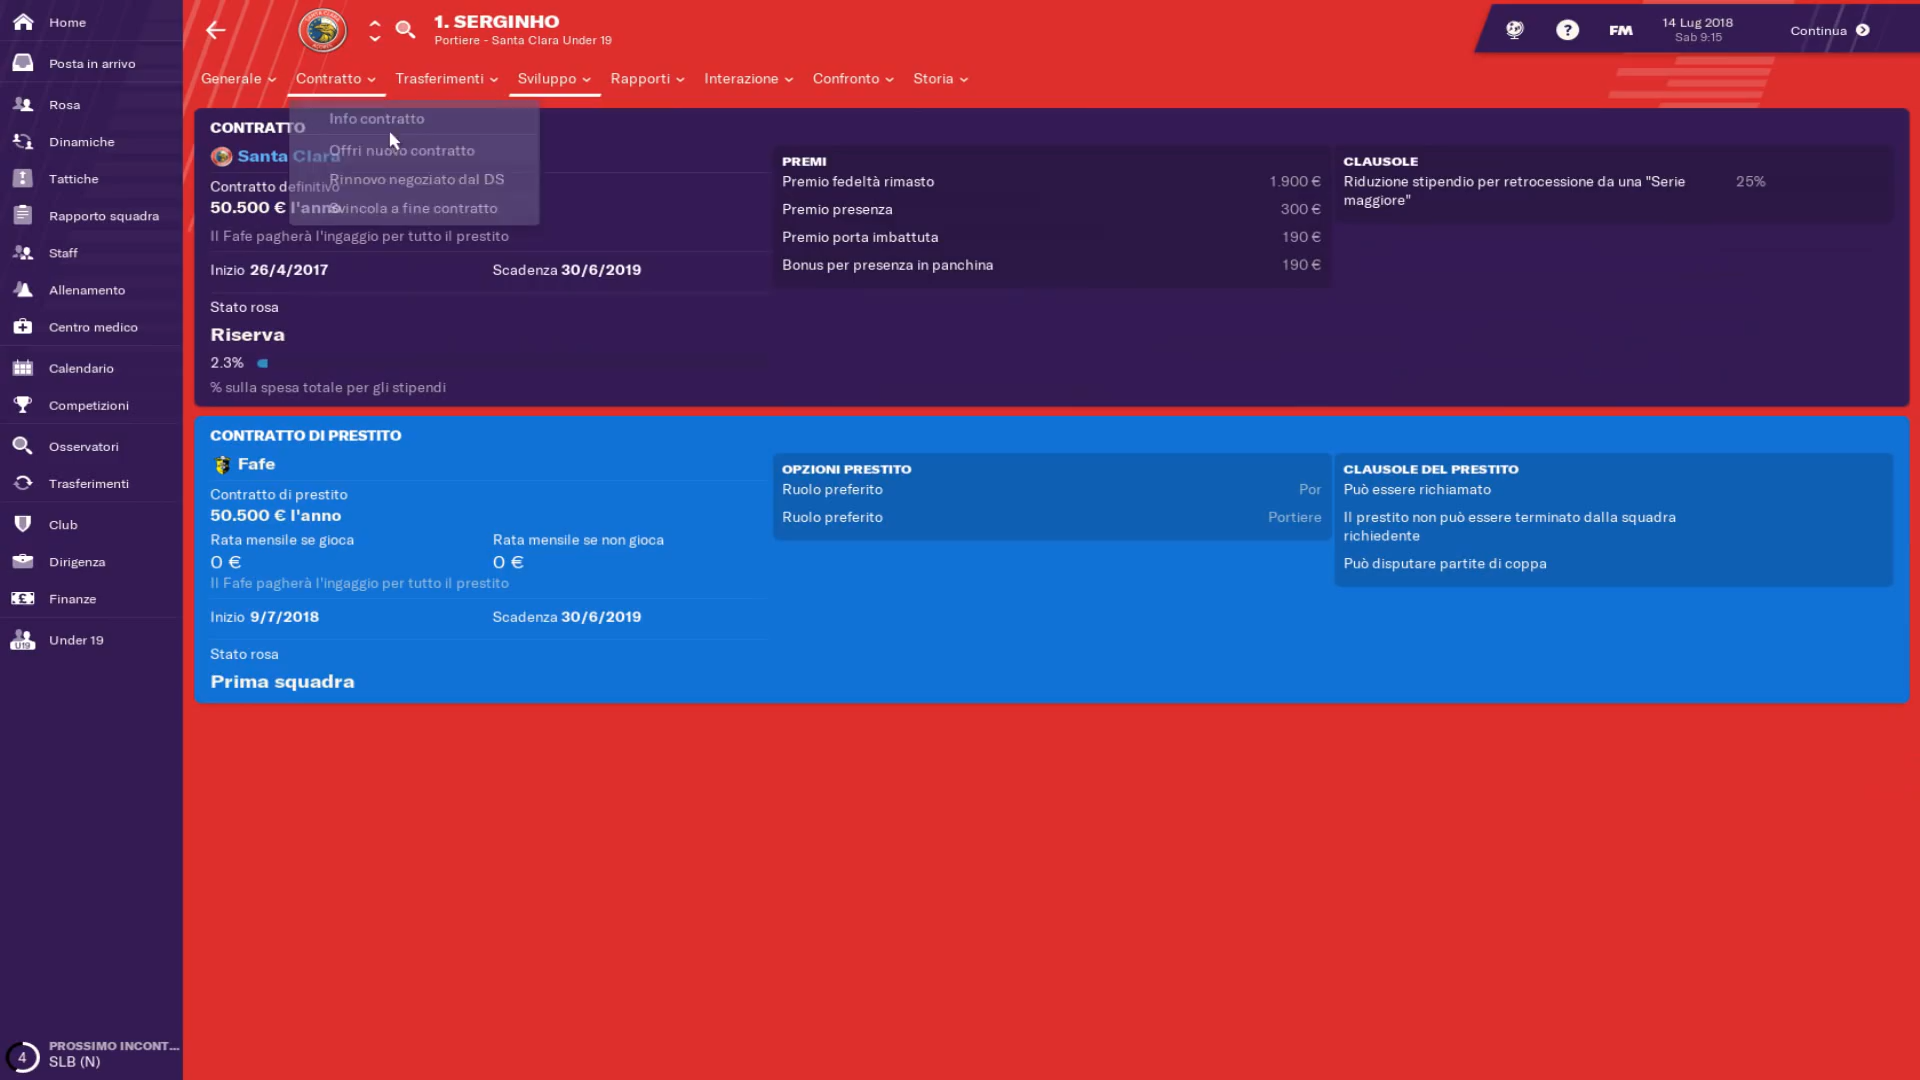 Home
Posta in arrivo
Rosa
Dinamiche
Tattiche
Rapporto squadra
Staff
Allenamento
Centro medico
Calendario
Competizioni
Osservatori
Trasferimenti
Club
Dirigenza
Finanze
U19
Under 19
4
PROSSIMO INCONT...
SLB (N)
1. SERGINHO
Portiere - Santa Clara Under 19
?
FM
14 Lug 2018
Sab 9:15
Continua
Generale
Contratto
Trasferimenti
Sviluppo
Rapporti
Interazione
Confronto
Storia
Info contratto
Offri nuovo contratto
Rinnovo negoziato dal DS
Svincola a fine contratto
CONTRATTO
Santa Clara
Contratto definitivo
50.500 € l'anno
Il Fafe pagherà l'ingaggio per tutto il prestito
Inizio 26/4/2017
Scadenza 30/6/2019
Stato rosa
Riserva
2.3%
% sulla spesa totale per gli stipendi
PREMI
Premio fedeltà rimasto 1.900 €
Premio presenza 300 €
Premio porta imbattuta 190 €
Bonus per presenza in panchina 190 €
CLAUSOLE
Riduzione stipendio per retrocessione da una "Serie 25%
maggiore"
CONTRATTO DI PRESTITO
Fafe
Contratto di prestito
50.500 € l'anno
Rata mensile se gioca
0 €
Rata mensile se non gioca
0 €
Il Fafe pagherà l'ingaggio per tutto il prestito
Inizio 9/7/2018
Scadenza 30/6/2019
Stato rosa
Prima squadra
OPZIONI PRESTITO
Ruolo preferito Por
Ruolo preferito Portiere
CLAUSOLE DEL PRESTITO
Può essere richiamato
Il prestito non può essere terminato dalla squadra
richiedente
Può disputare partite di coppa